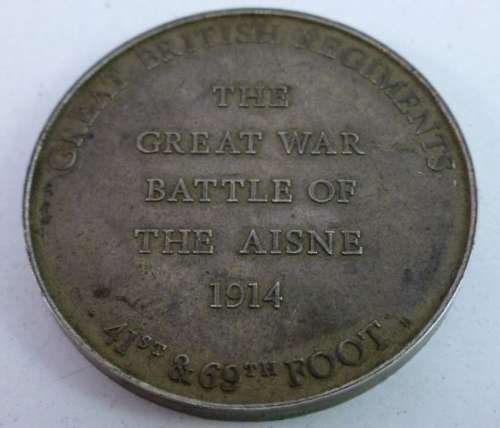 GREAT BRITISH REGIMENTS
THE
GREAT WAR
BATTLE OF
THE AISNE
1914
41ST & 69TH FOOT